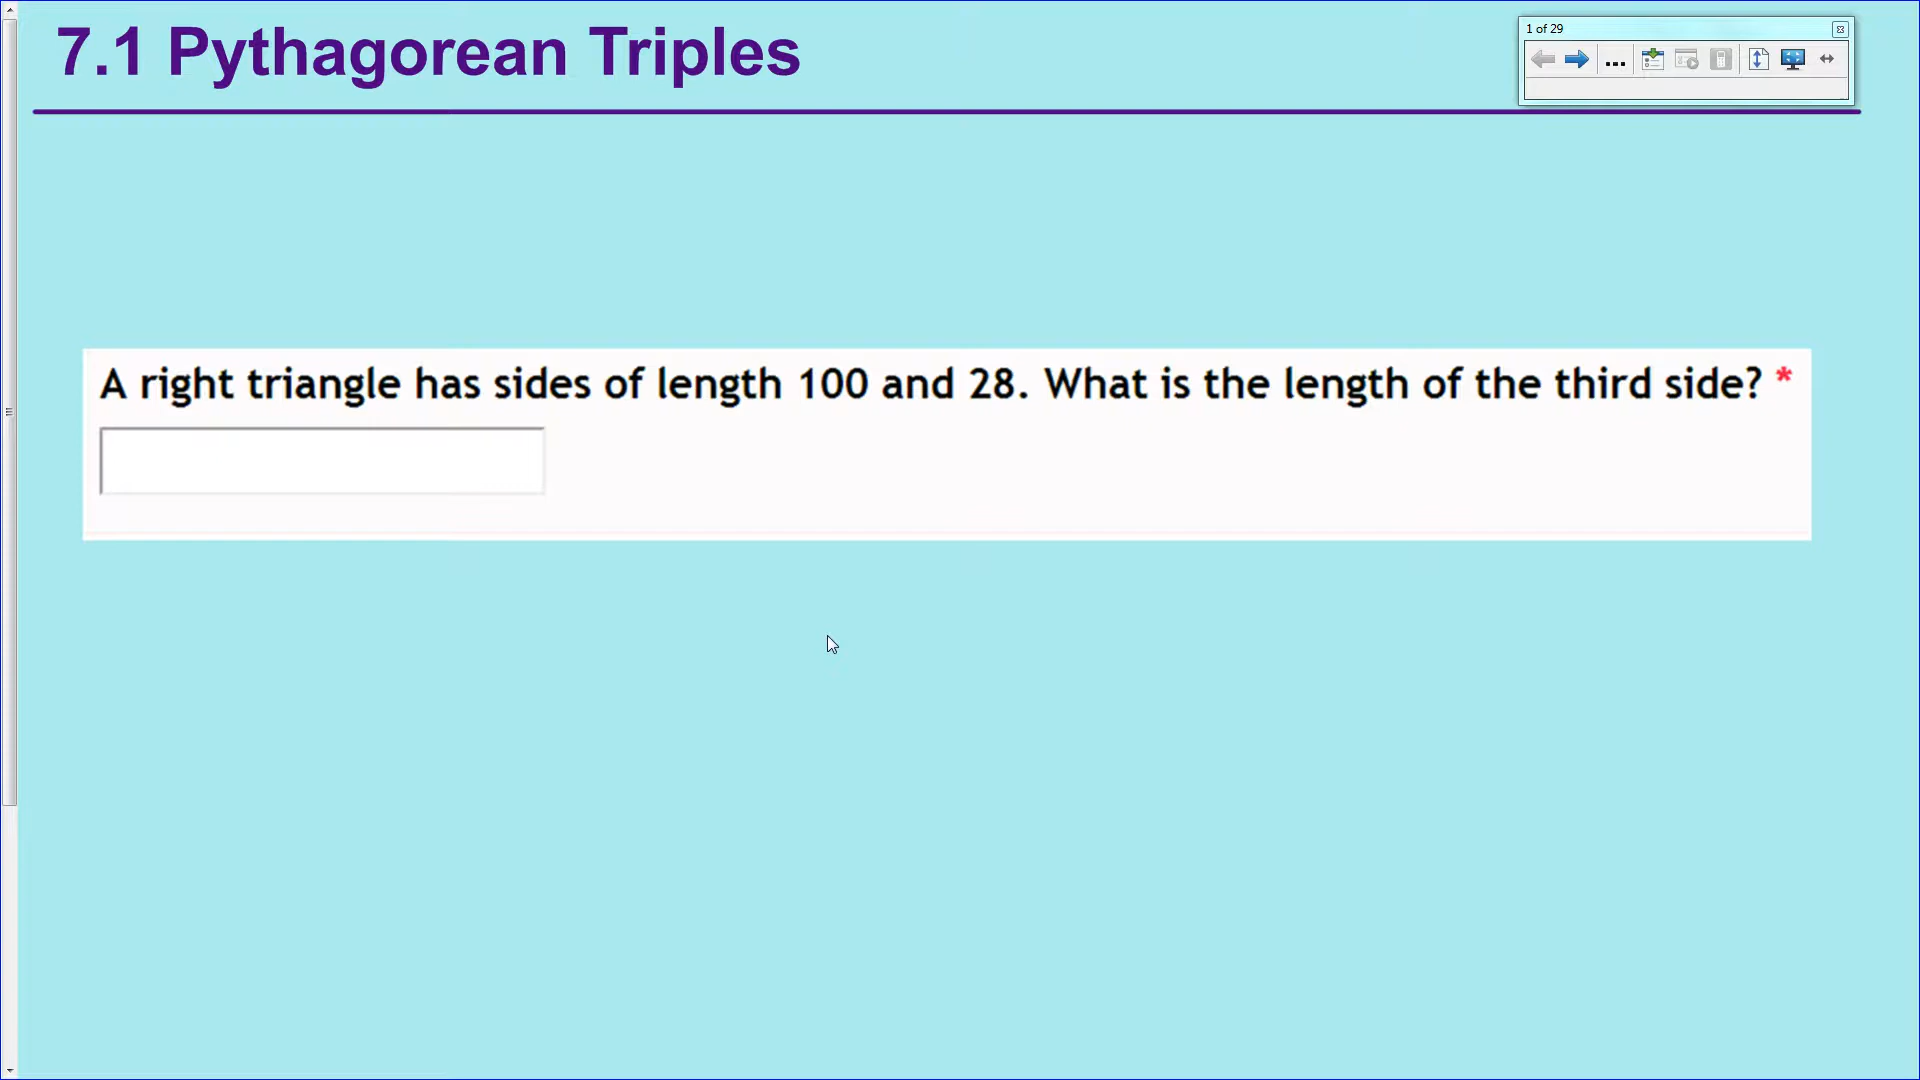 7.1 Pythagorean Triples
1 of 29
A right triangle has sides of length 100 and 28. What is the length of the third side? *